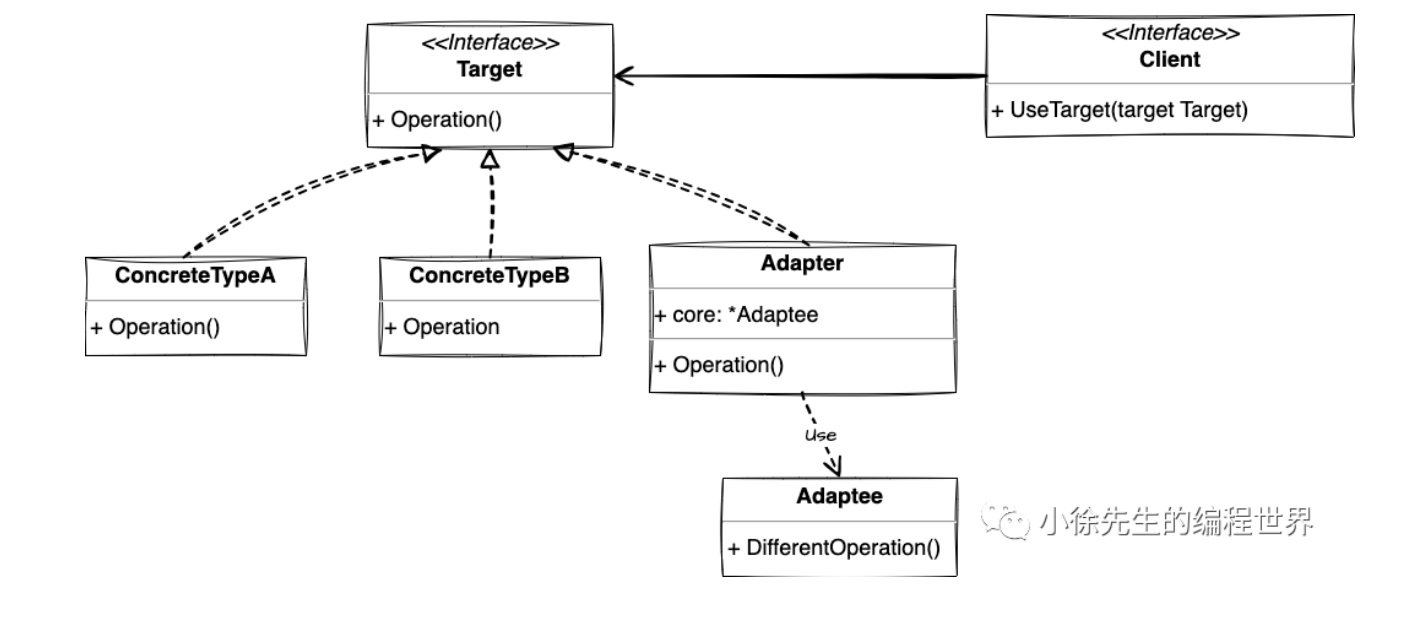 <<Interface>>
Target
+ Operation()
<<Interface>>
Client
+ UseTarget(target Target)
ConcreteTypeA
+ Operation()
ConcreteTypeB
+ Operation
Adapter
+ core: *Adaptee
+ Operation()
Use
Adaptee
+ DifferentOperation()
小徐先生的编程世界